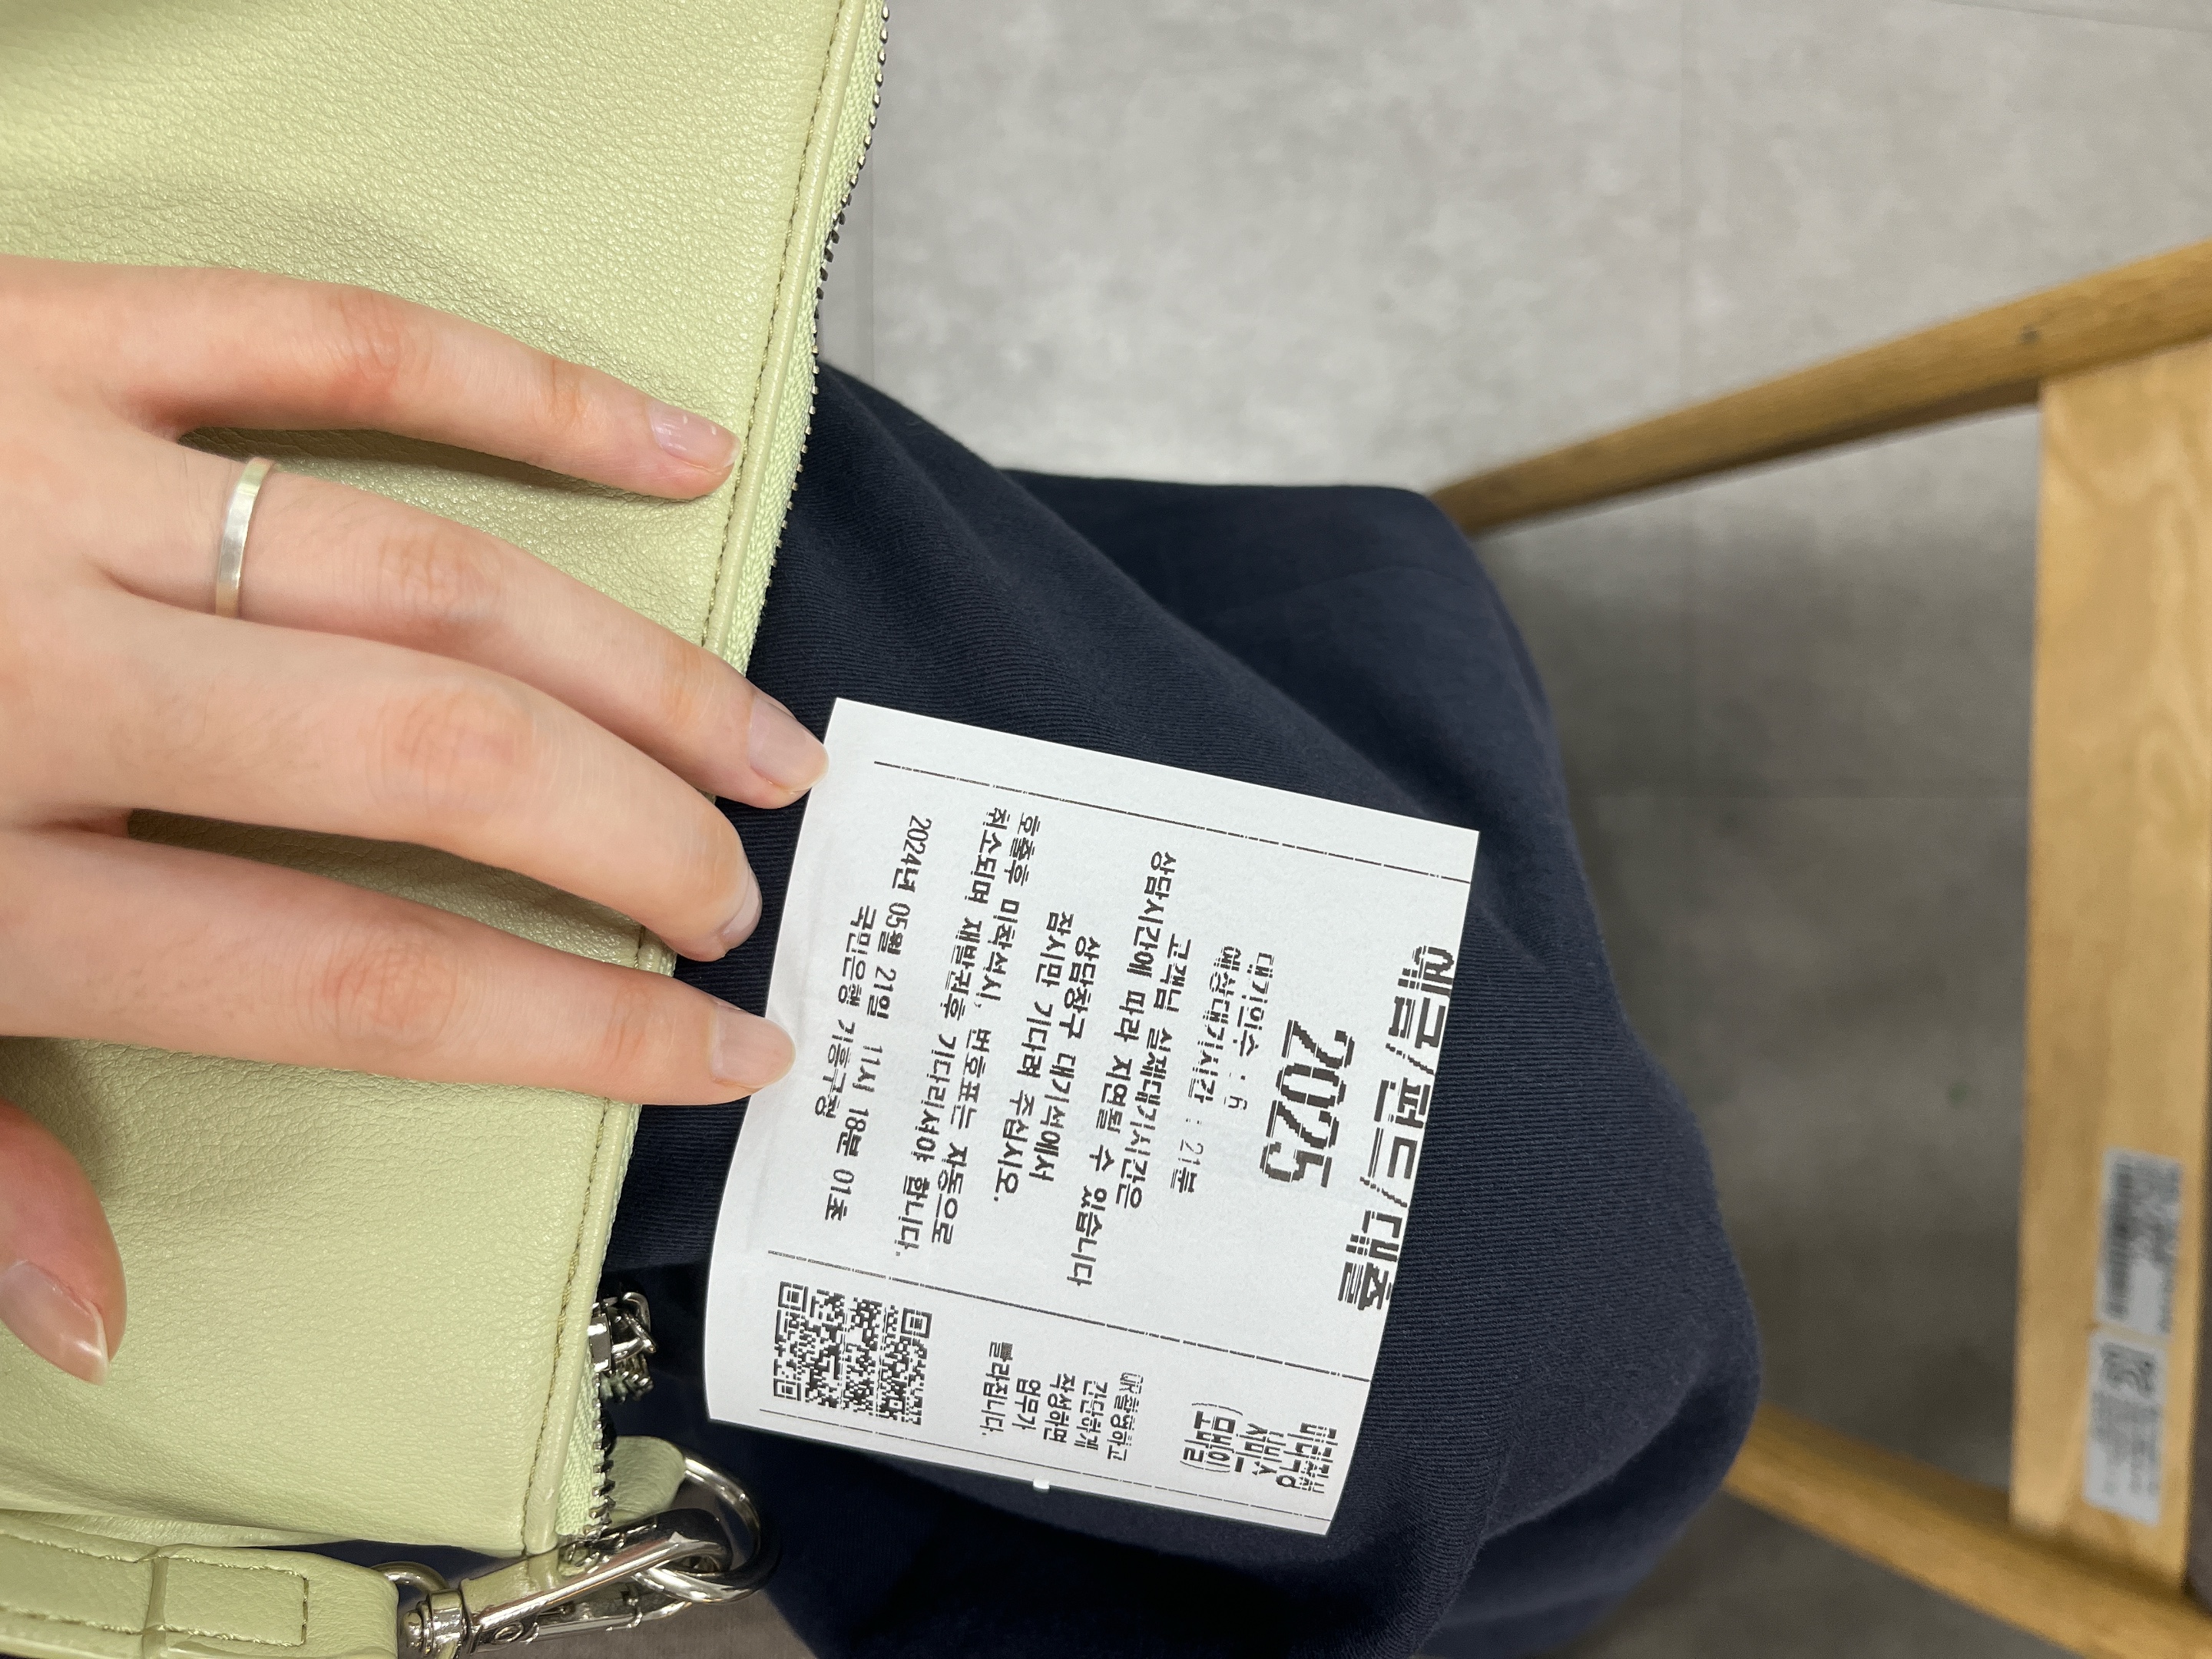 예금/펀드/대출
2025
대기인수 : 6
예상대기시간 : 21분
고객님 실제대기시간은
상담시간에 따라 지연될 수 있습니다
상담창구 대기석에서
잠시만 기다려 주십시오.
호출후 미착석시, 번호표는 자동으로
취소되며 재발권후 기다리셔야 합니다.
2024년 05월 21일 11시 18분 01초
국민은행 기흥구청
서비스
(모바일)
QR촬영하고
간단하게
작성하면
업무가
빨라집니다.